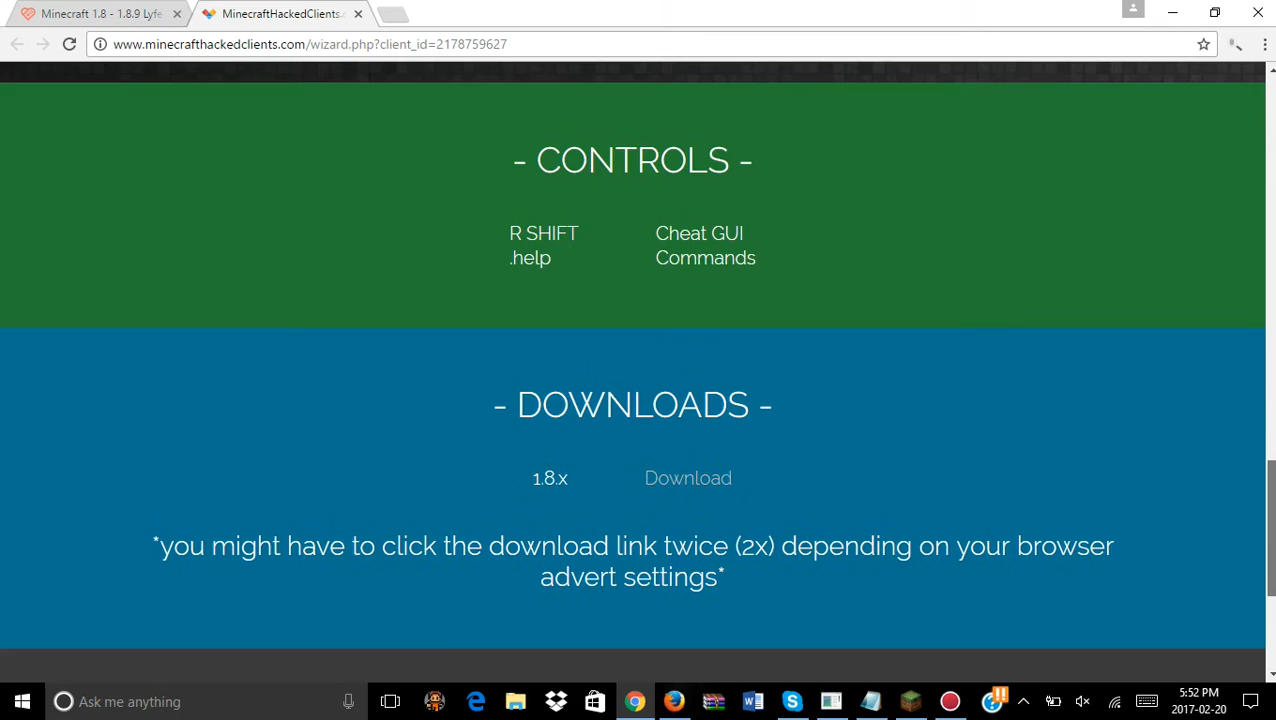 Minecraft 1.8 - 1.8.9 Lyfe
MinecraftHackedClients.
www.minecrafthackedclients.com/wizard.php?client_id=2178759627
- CONTROLS -
R SHIFT Cheat GUI
.help Commands
- DOWNLOADS -
1.8.x Download
*you might have to click the download link twice (2x) depending on your browser
advert settings*
Ask me anything
5:52 PM
2017-02-20